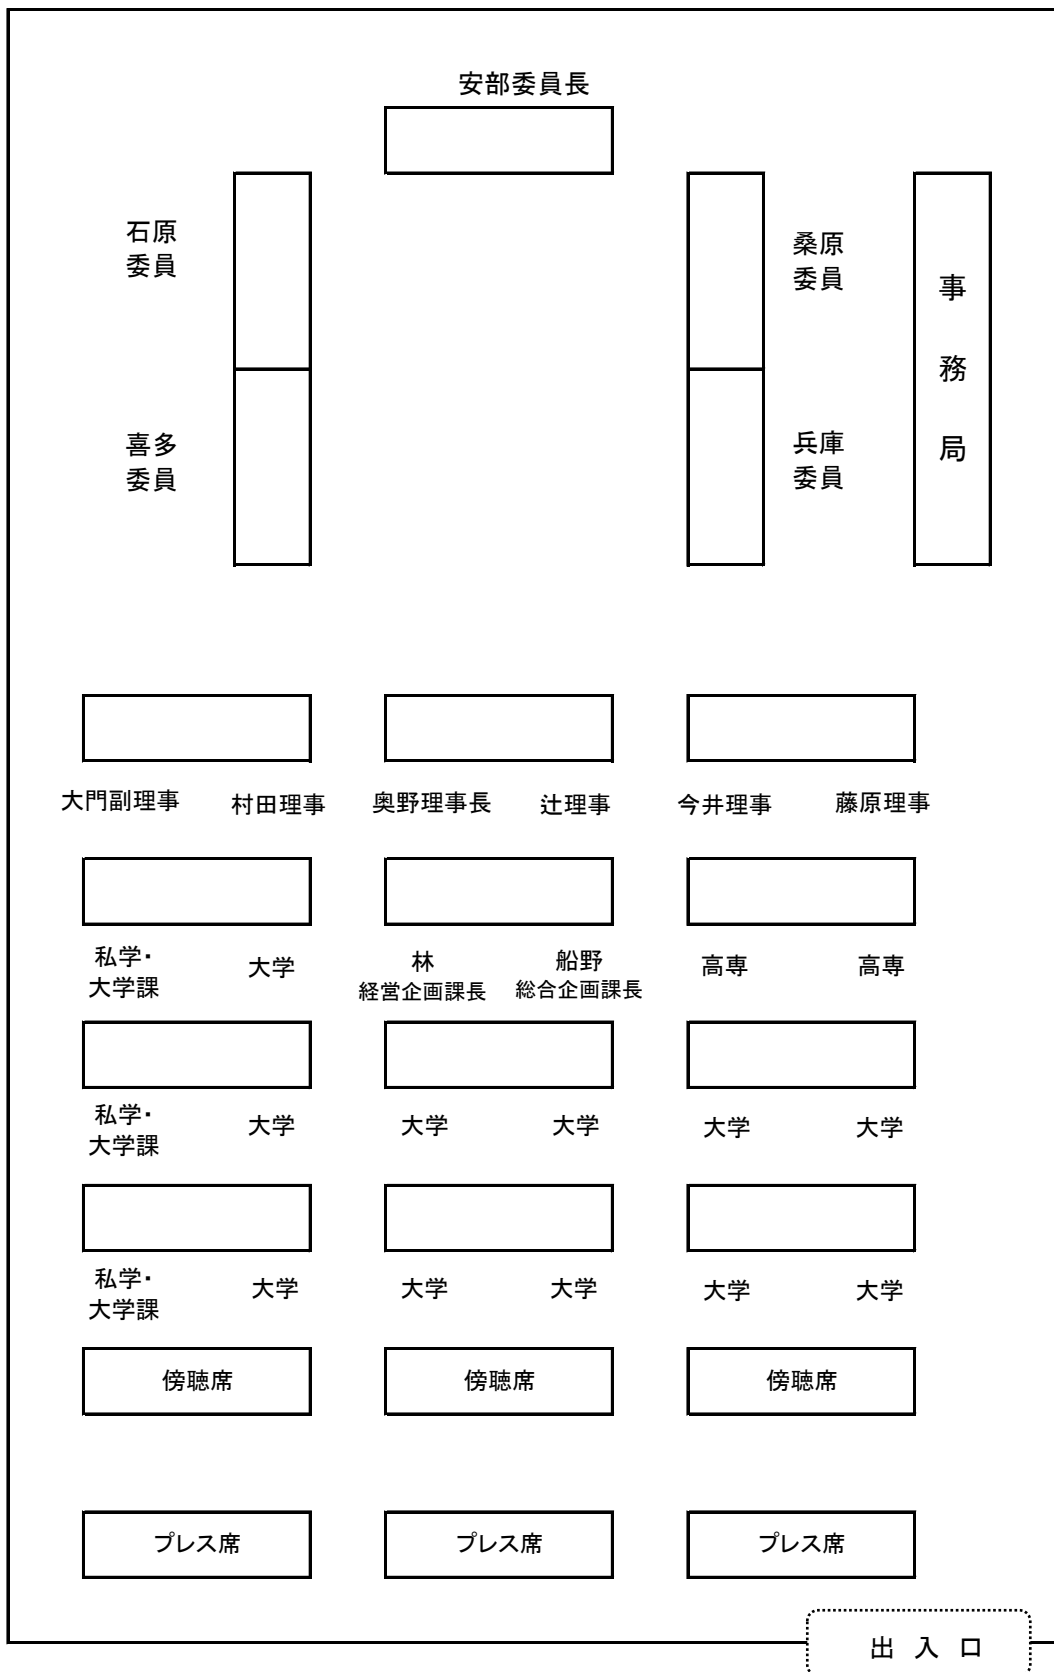 安部委員長
石原
委員
桑原
委員
事
務
局
喜多
委員
兵庫
委員
大門副理事 村田理事 奥野理事長 辻理事 今井理事 藤原理事
私学・
大学課
大学
林
経営企画課長
船野
総合企画課長
高専 高専
私学・
大学課
大学 大学 大学 大学 大学
私学・
大学課
大学 大学 大学 大学 大学
傍聴席 傍聴席 傍聴席
プレス席 プレス席 プレス席
出 入 口